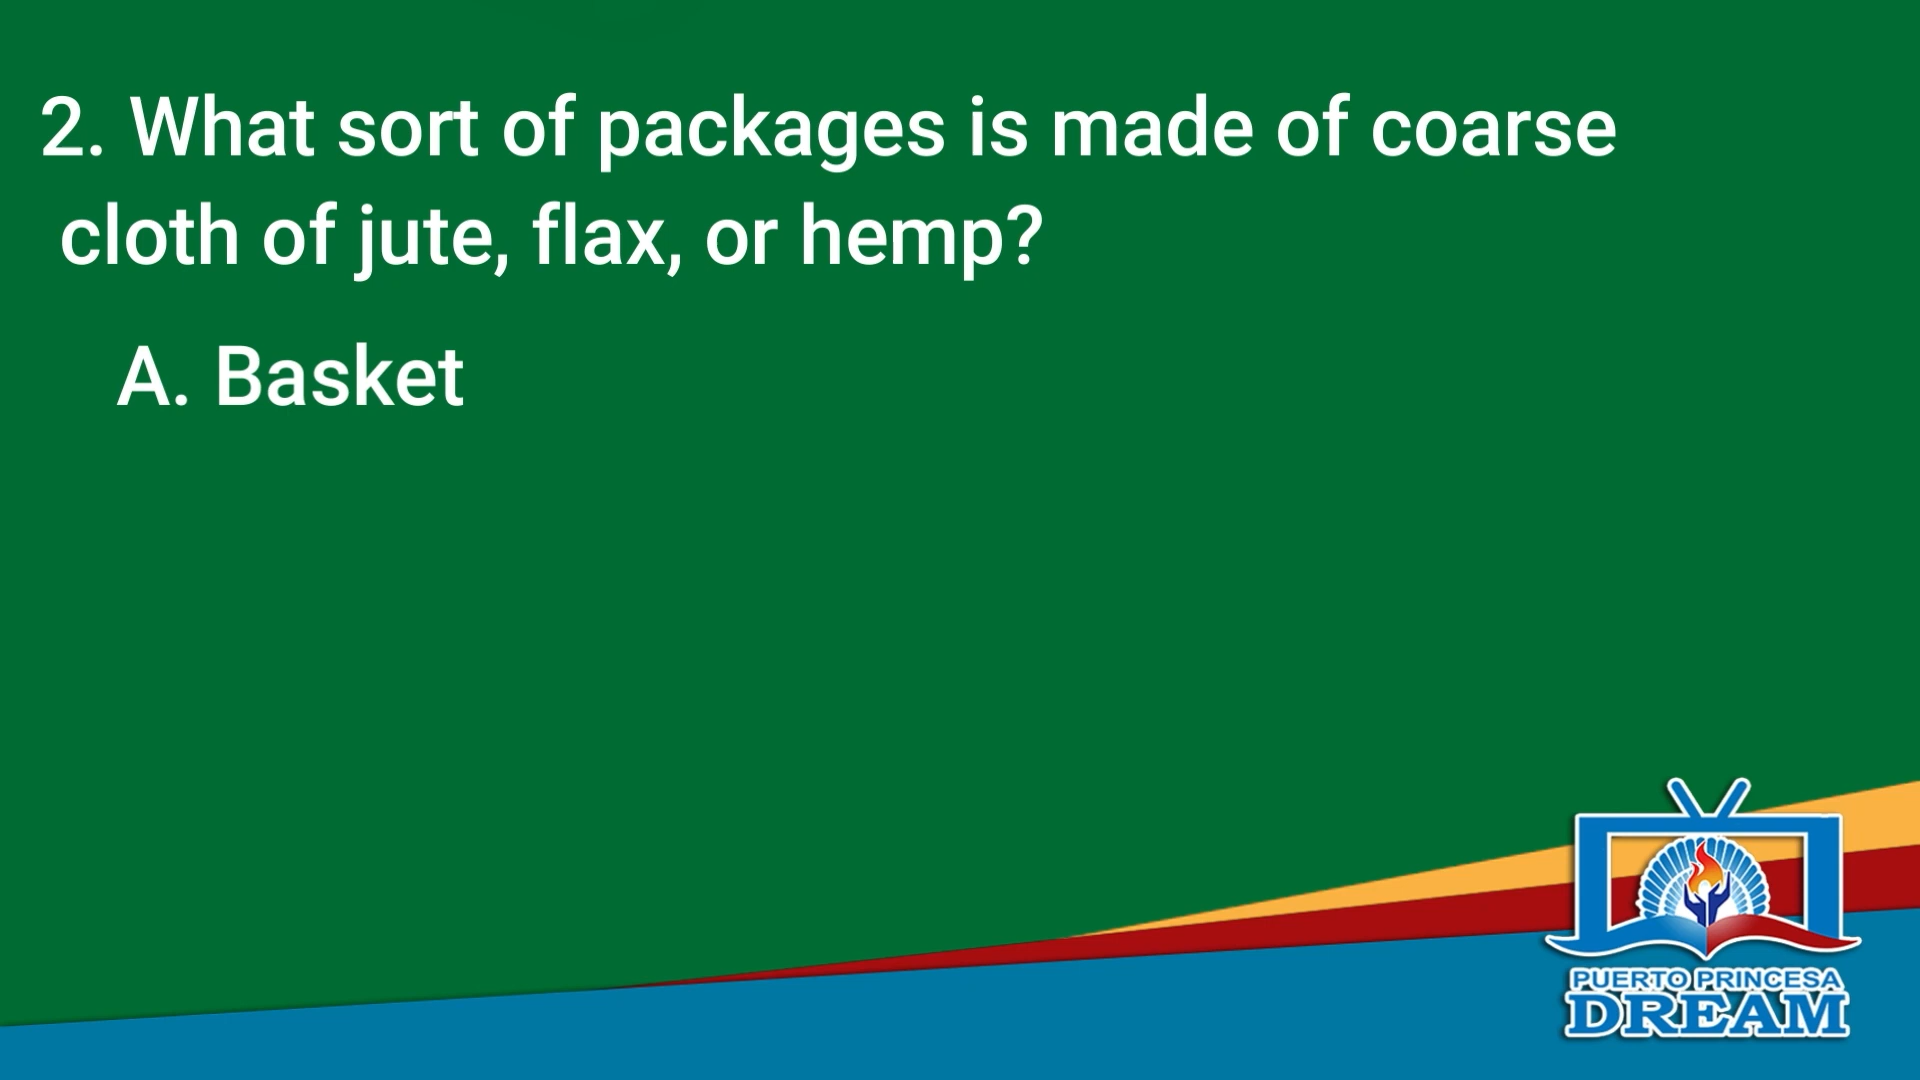 2. What sort of packages is made of coarse
cloth of jute, flax, or hemp?
A. Basket
PUERTO PRINCESA
DREAM